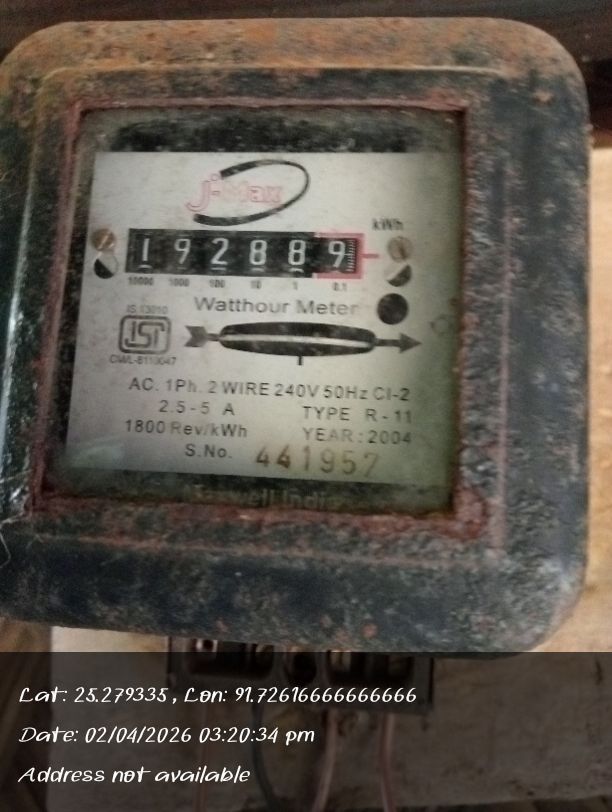 J-Max
kWh
192889
10000 1000 100 10 1 0.1
Watthour Meter
IS 13010
ISI
CM/L-8113047
AC. 1Ph. 2 WIRE 240V 50Hz Cl-2
2.5-5 A TYPE R-11
1800 Rev/kWh YEAR: 2004
S.No. 441957
Lat: 25.279335, Lon: 91.72616666666666
Date: 02/04/2026 03:20:34 pm
Address not available